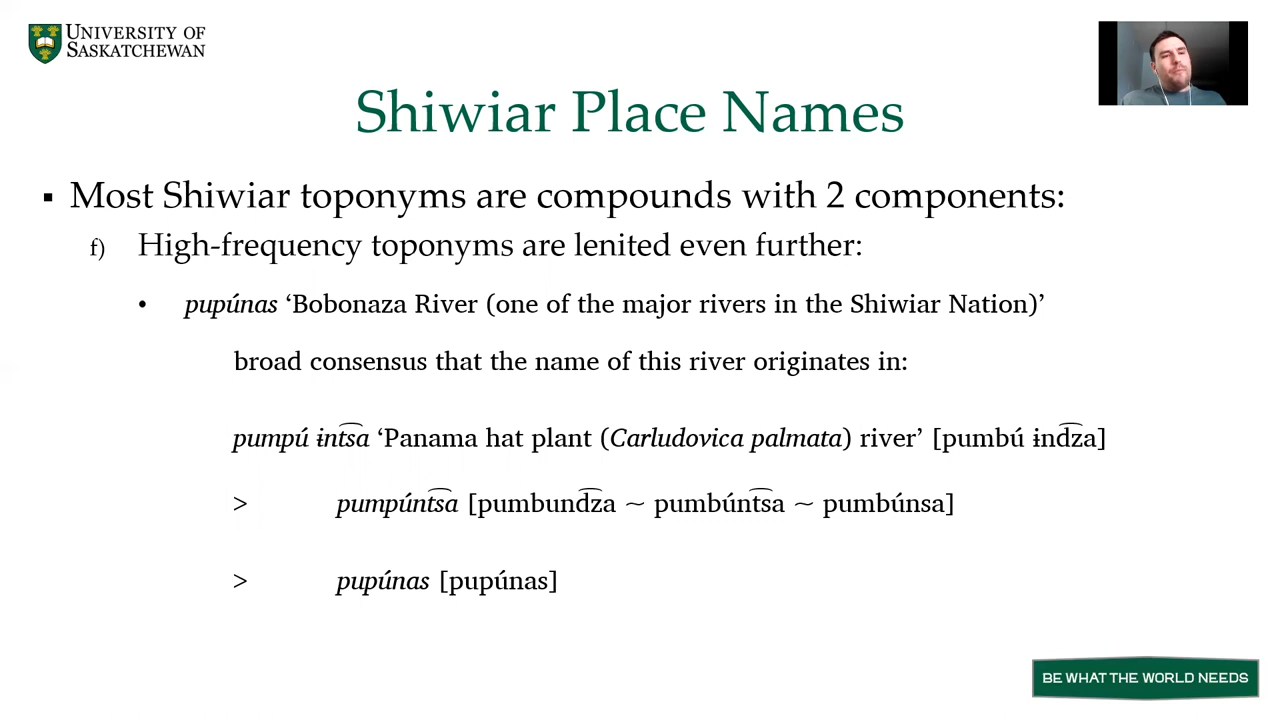 UNIVERSITY OF
SASKATCHEWAN
Shiwiar Place Names
▪ Most Shiwiar toponyms are compounds with 2 components:
f) High-frequency toponyms are lenited even further:
• pupúnas ‘Bobonaza River (one of the major rivers in the Shiwiar Nation)’
broad consensus that the name of this river originates in:
pumpú ɨnt͡sa ‘Panama hat plant (Carludovica palmata) river’ [pumbú ɨnd͡za]
> pumpúnt͡sa [pumbund͡za ~ pumbúnt͡sa ~ pumbúnsa]
> pupúnas [pupúnas]
BE WHAT THE WORLD NEEDS